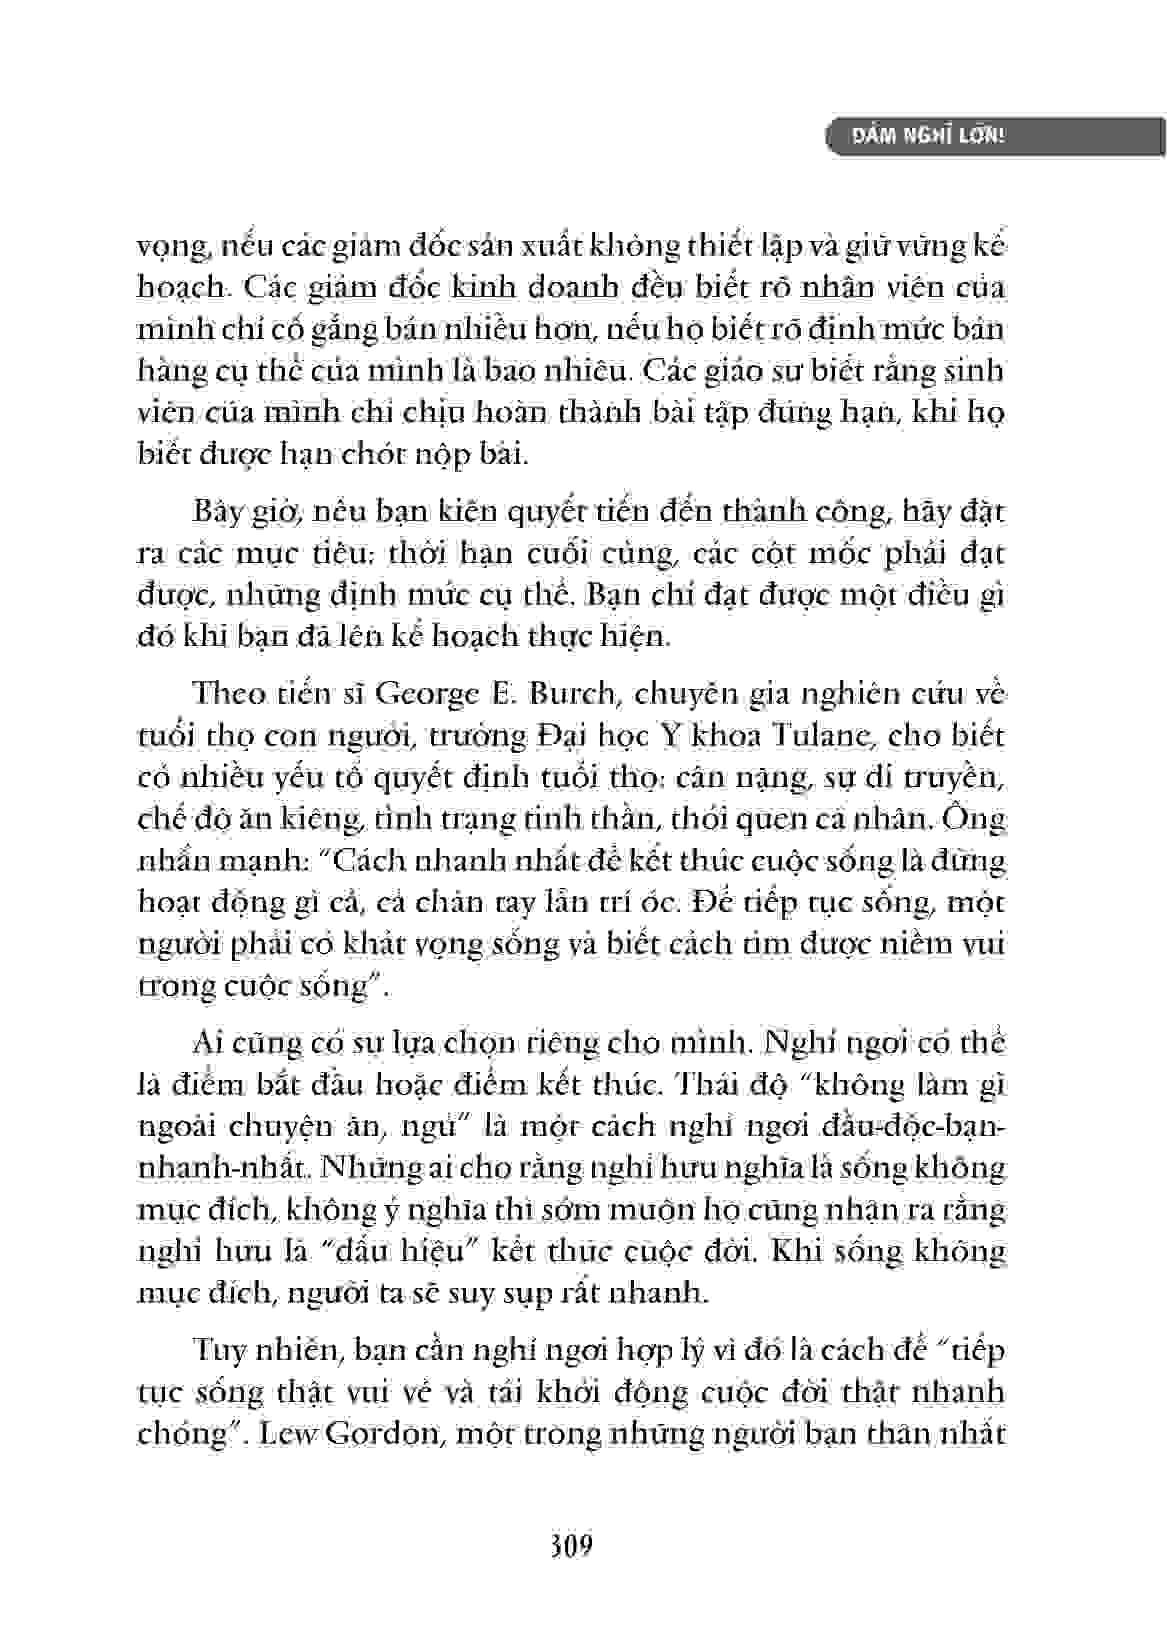 DÁM NGHĨ LỚN!
vọng, nếu các giám đốc sản xuất không thiết lập và giữ vững kế
hoạch. Các giám đốc kinh doanh đều biết rõ nhân viên của
mình chỉ cố gắng bán nhiều hơn, nếu họ biết rõ định mức bán
hàng cụ thể của mình là bao nhiêu. Các giáo sư biết rằng sinh
viên của mình chỉ chịu hoàn thành bài tập đúng hạn, khi họ
biết được hạn chót nộp bài.
Bây giờ, nếu bạn kiên quyết tiến đến thành công, hãy đặt
ra các mục tiêu: thời hạn cuối cùng, các cột mốc phải đạt
được, những định mức cụ thể. Bạn chỉ đạt được một điều gì
đó khi bạn đã lên kế hoạch thực hiện.
Theo tiến sĩ George E. Burch, chuyên gia nghiên cứu về
tuổi thọ con người, trường Đại học Y khoa Tulane, cho biết
có nhiều yếu tố quyết định tuổi thọ: cân nặng, sự di truyền,
chế độ ăn kiêng, tình trạng tinh thần, thói quen cá nhân. Ông
nhấn mạnh: “Cách nhanh nhất để kết thúc cuộc sống là đừng
hoạt động gì cả, cả chân tay lẫn trí óc. Để tiếp tục sống, một
người phải có khát vọng sống và biết cách tìm được niềm vui
trong cuộc sống”.
Ai cũng có sự lựa chọn riêng cho mình. Nghỉ ngơi có thể
là điểm bắt đầu hoặc điểm kết thúc. Thái độ “không làm gì
ngoài chuyện ăn, ngủ” là một cách nghỉ ngơi đầu-độc-bạn-
nhanh-nhất. Những ai cho rằng nghỉ hưu nghĩa là sống không
mục đích, không ý nghĩa thì sớm muộn họ cũng nhận ra rằng
nghỉ hưu là “dấu hiệu” kết thúc cuộc đời. Khi sống không
mục đích, người ta sẽ suy sụp rất nhanh.
Tuy nhiên, bạn cần nghỉ ngơi hợp lý vì đó là cách để “tiếp
tục sống thật vui vẻ và tái khởi động cuộc đời thật nhanh
chóng”. Lew Gordon, một trong những người bạn thân nhất
309